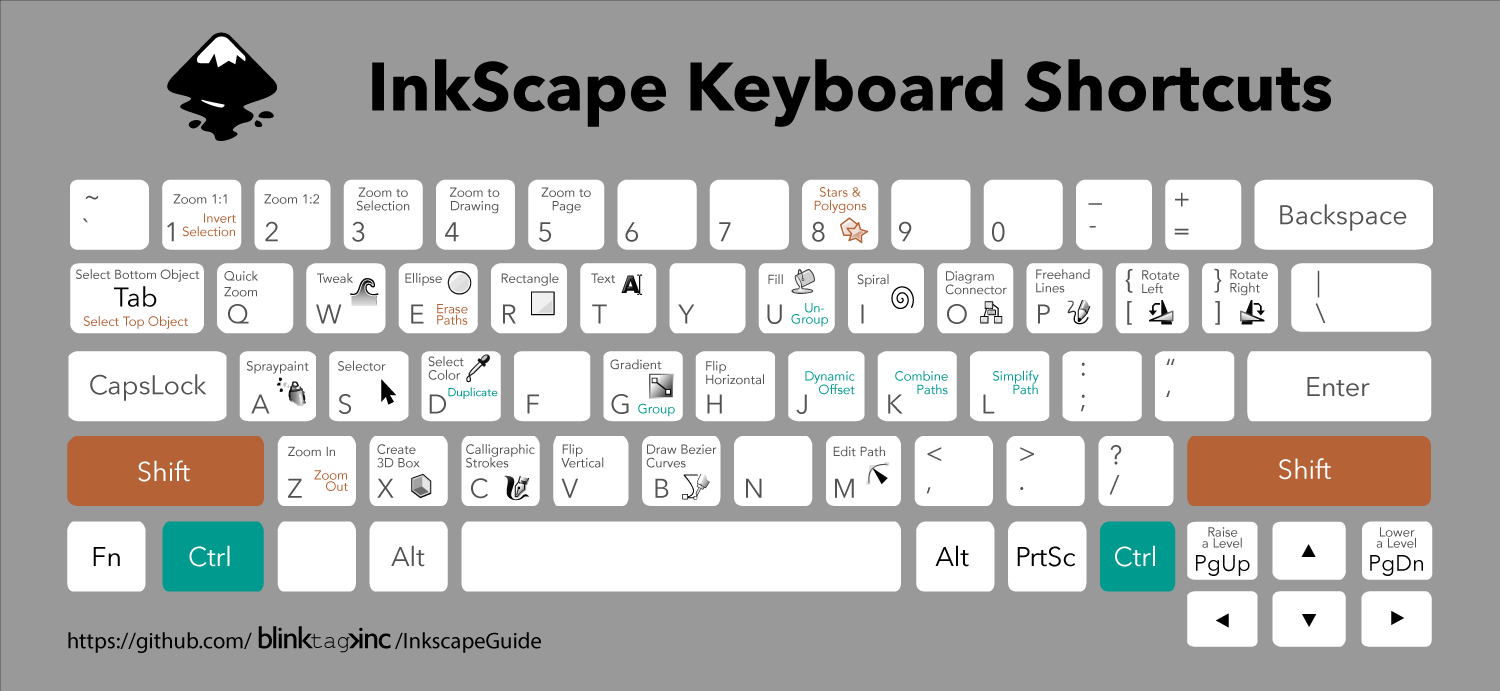 InkScape Keyboard Shortcuts
~
`
Zoom 1:1
1 Invert
Selection
Zoom 1:2
2
Zoom to
Selection
3
Zoom to
Drawing
4
Zoom to
Page
5
6
7
Stars &
Polygons
8
9
0
_
-
+
=
Backspace
Select Bottom Object
Tab
Select Top Object
Quick
Zoom
Q
Tweak
W
Ellipse
E Erase
Paths
Rectangle
R
Text A
T
Y
Fill
U Un-
Group
Spiral
I
Diagram
Connector
O
Freehand
Lines
P
{ Rotate
Left
[
} Rotate
Right
]
|
\
CapsLock
Spraypaint
A
Selector
S
Select
Color
D Duplicate
F
Gradient
G Group
Flip
Horizontal
H
Dynamic
Offset
J
Combine
Paths
K
Simplify
Path
L
:
;
“
‘
Enter
Shift
Zoom In
Z Zoom
Out
Create
3D Box
X
Calligraphic
Strokes
C
Flip
Vertical
V
Draw Bezier
Curves
B
N
Edit Path
M
<
,
>
.
?
/
Shift
Fn
Ctrl
Alt
Alt
PrtSc
Ctrl
Raise
a Level
PgUp
Lower
a Level
PgDn
https://github.com/ blinktag>inc /InkscapeGuide